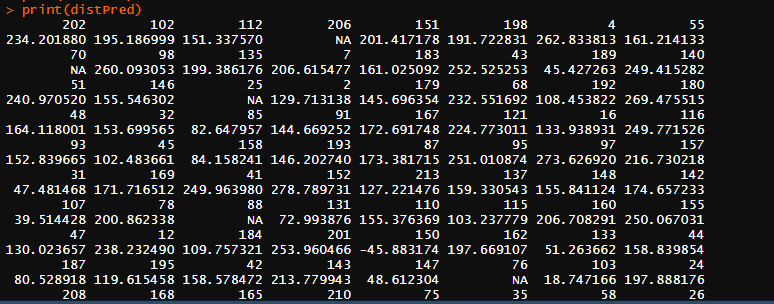 > print(distPred)
202 102 112 206 151 198 4 55
234.201880 195.186999 151.337570 NA 201.417178 191.722831 262.833813 161.214133
70 98 135 7 183 43 189 140
NA 260.093053 199.386176 206.615477 161.025092 252.525253 45.427263 249.415282
51 146 25 2 179 68 192 180
240.970520 155.546302 NA 129.713138 145.696354 232.551692 108.453822 269.475515
48 32 85 91 167 121 16 116
164.118001 153.699565 82.647957 144.669252 172.691748 224.773011 133.938931 249.771526
93 45 158 193 87 95 97 157
152.839665 102.483661 84.158241 146.202740 173.381715 251.010874 273.626920 216.730218
31 169 41 152 213 137 148 142
47.481468 171.716512 249.963980 278.789731 127.221476 159.330543 155.841124 174.657233
107 78 88 131 110 115 160 155
39.514428 200.862338 NA 72.993876 155.376369 103.237779 206.708291 250.067031
47 12 184 201 150 162 133 44
130.023657 238.232490 109.757321 253.960466 -45.883174 197.669107 51.263662 158.839854
187 195 42 143 147 76 103 24
80.528918 119.615458 158.578472 213.779943 48.612304 NA 18.747166 197.888176
208 168 165 210 75 35 58 26